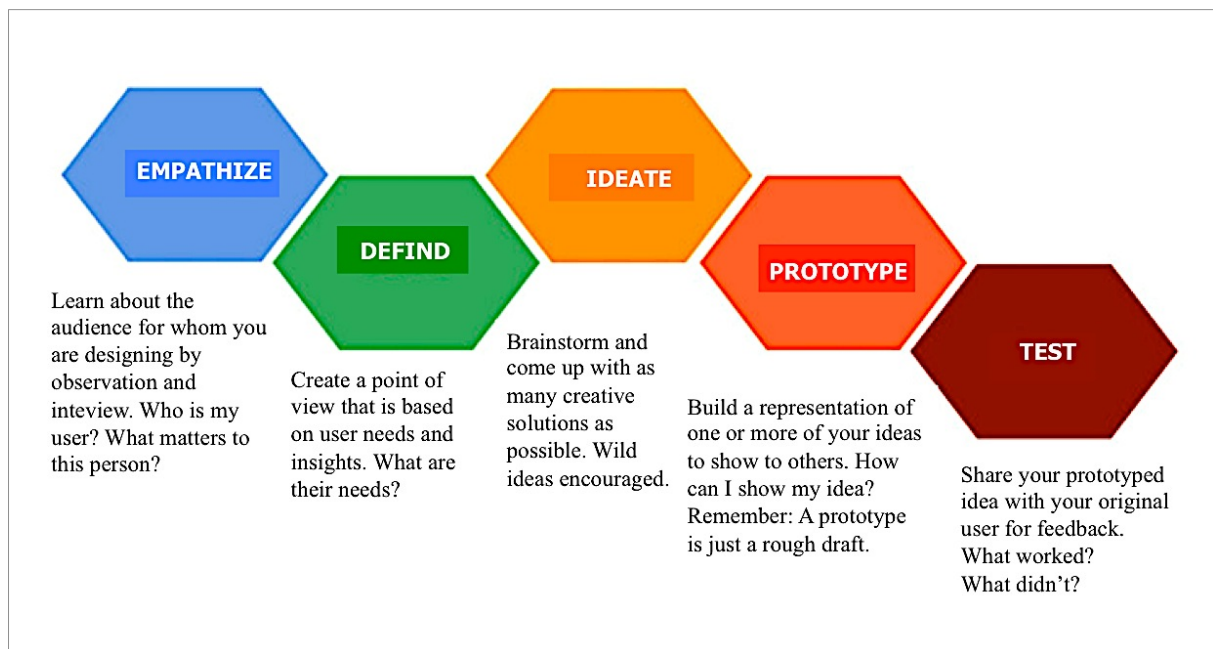 EMPATHIZE
Learn about the
audience for whom you
are designing by
observation and
inteview. Who is my
user? What matters to
this person?
DEFIND
Create a point of
view that is based
on user needs and
insights. What are
their needs?
IDEATE
Brainstorm and
come up with as
many creative
solutions as
possible. Wild
ideas encouraged.
PROTOTYPE
Build a representation of
one or more of your ideas
to show to others. How
can I show my idea?
Remember: A prototype
is just a rough draft.
TEST
Share your prototyped
idea with your original
user for feedback.
What worked?
What didn’t?